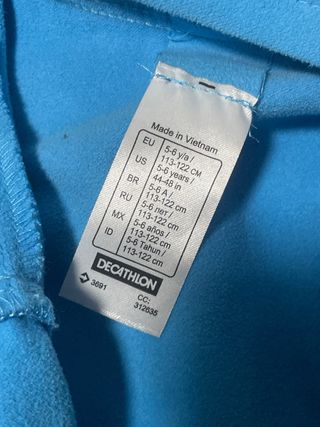 Made in Vietnam
EU 5-6 y/a / 113-122 CM
US 5-6 years / 44-48 in
BR 5-6 A / 113-122 cm
RU 5-6 лет / 113-122 cm
MX 5-6 años / 113-122 cm
ID 5-6 Tahun / 113-122 cm
DECATHLON
3691 CC: 312635